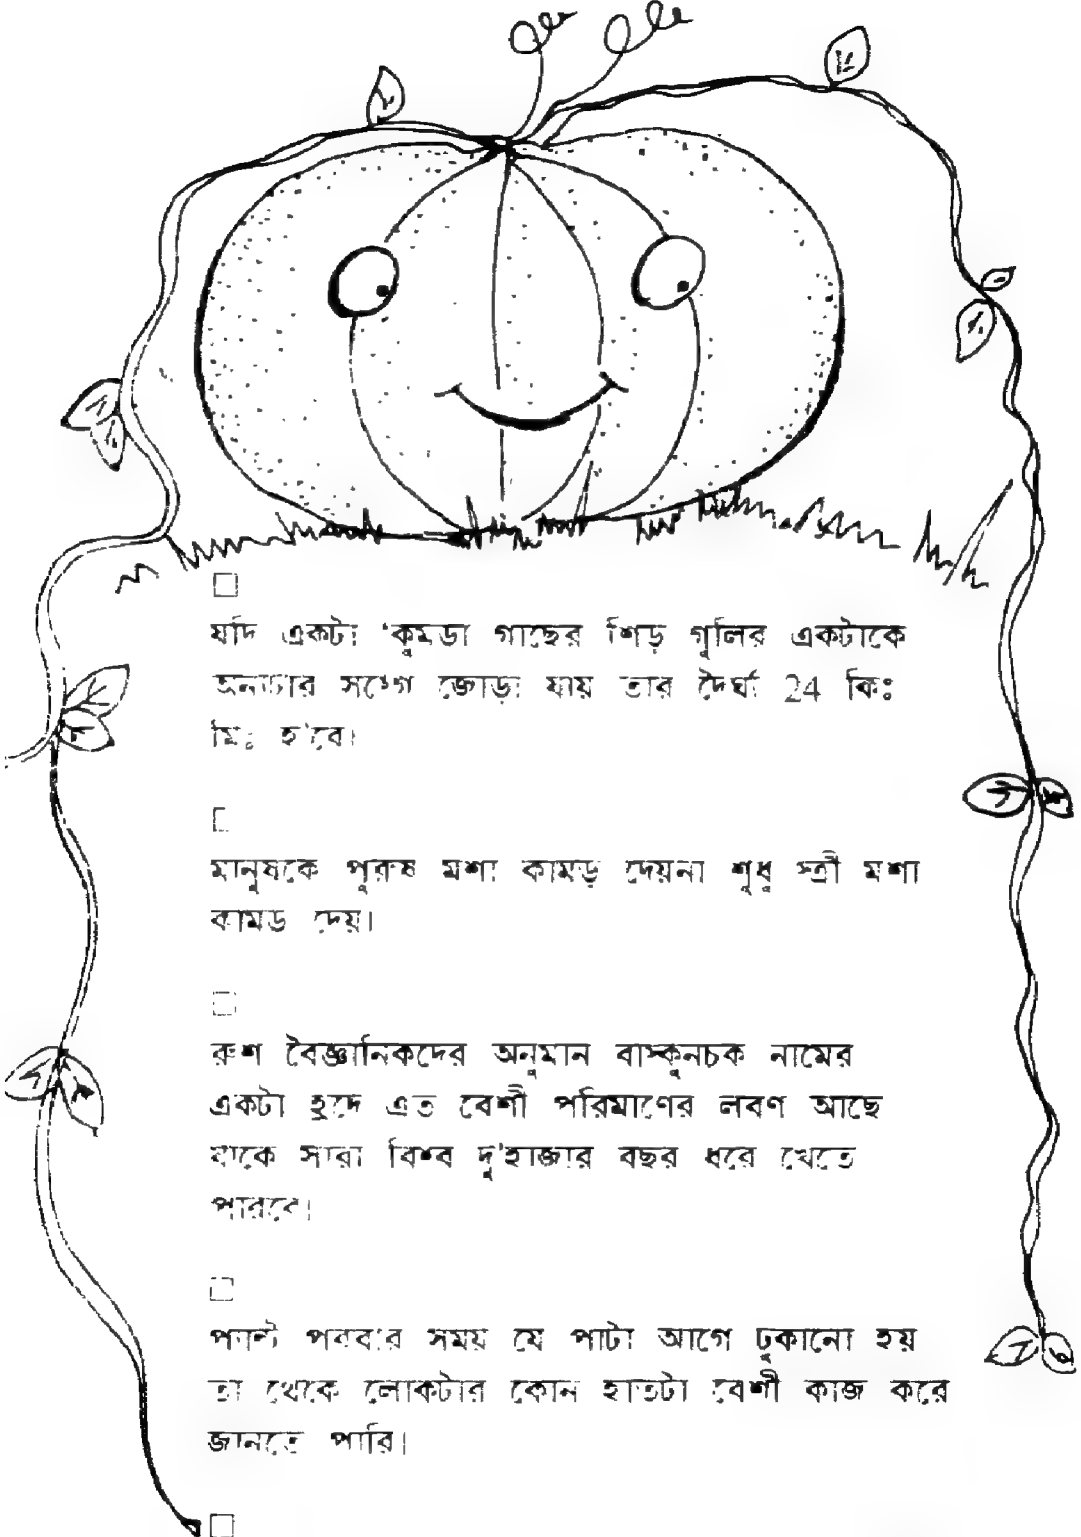 যদি একটা 'কুমড়া গাছের শিড় গুলির একটাকে
অন্যটার সঙ্গে জোড়া যায় তার দৈর্ঘ্য 24 কিঃ
মিঃ হ'বে।
মানুষকে পুরুষ মশা কামড় দেয়না শুধু স্ত্রী মশা
কামড় দেয়।
রুশ বৈজ্ঞানিকদের অনুমান বাস্কুনচক নামের
একটা হ্রদে এত বেশী পরিমাণের লবণ আছে
যাকে সারা বিশ্ব দু'হাজার বছর ধরে খেতে
পারবে।
প্যান্ট পরবার সময় যে পাটা আগে ঢুকানো হয়
তা থেকে লোকটার কোন হাতটা বেশী কাজ করে
জানতে পারি।